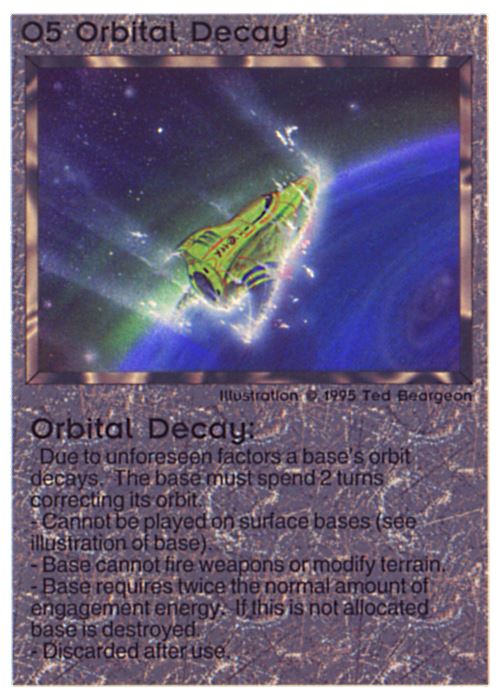 O5 Orbital Decay
Illustration © 1995 Ted Beargeon
Orbital Decay:
Due to unforeseen factors a base's orbit
decays. The base must spend 2 turns
correcting its orbit.
- Cannot be played on surface bases (see
illustration of base).
- Base cannot fire weapons or modify terrain.
- Base requires twice the normal amount of
engagement energy. If this is not allocated
base is destroyed.
- Discarded after use.